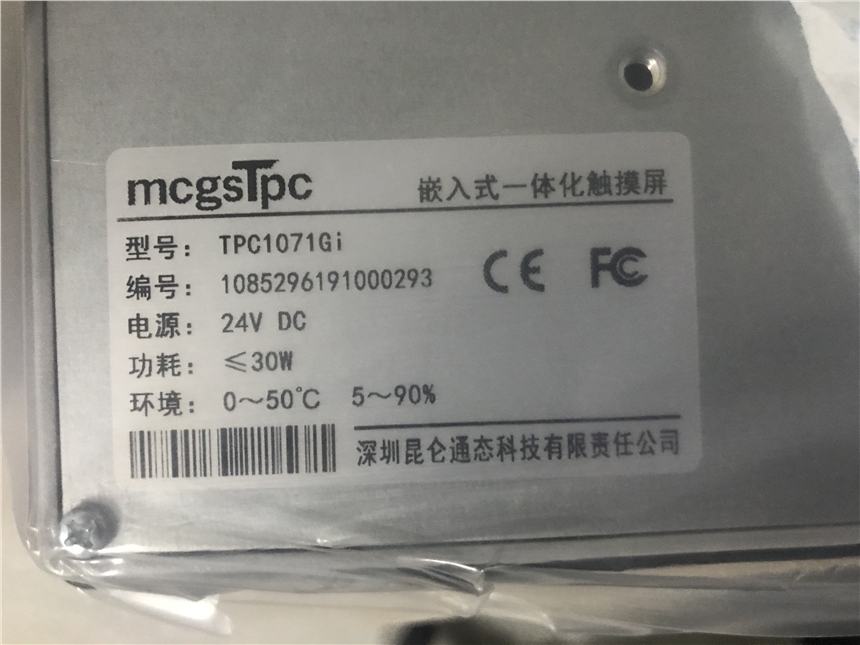 mcgsTpc 嵌入式一体化触摸屏
型号: TPC1071Gi
编号: 1085296191000293
CE FC
电源: 24V DC
功耗: ≤30W
环境: 0～50℃ 5～90%
深圳昆仑通态科技有限责任公司